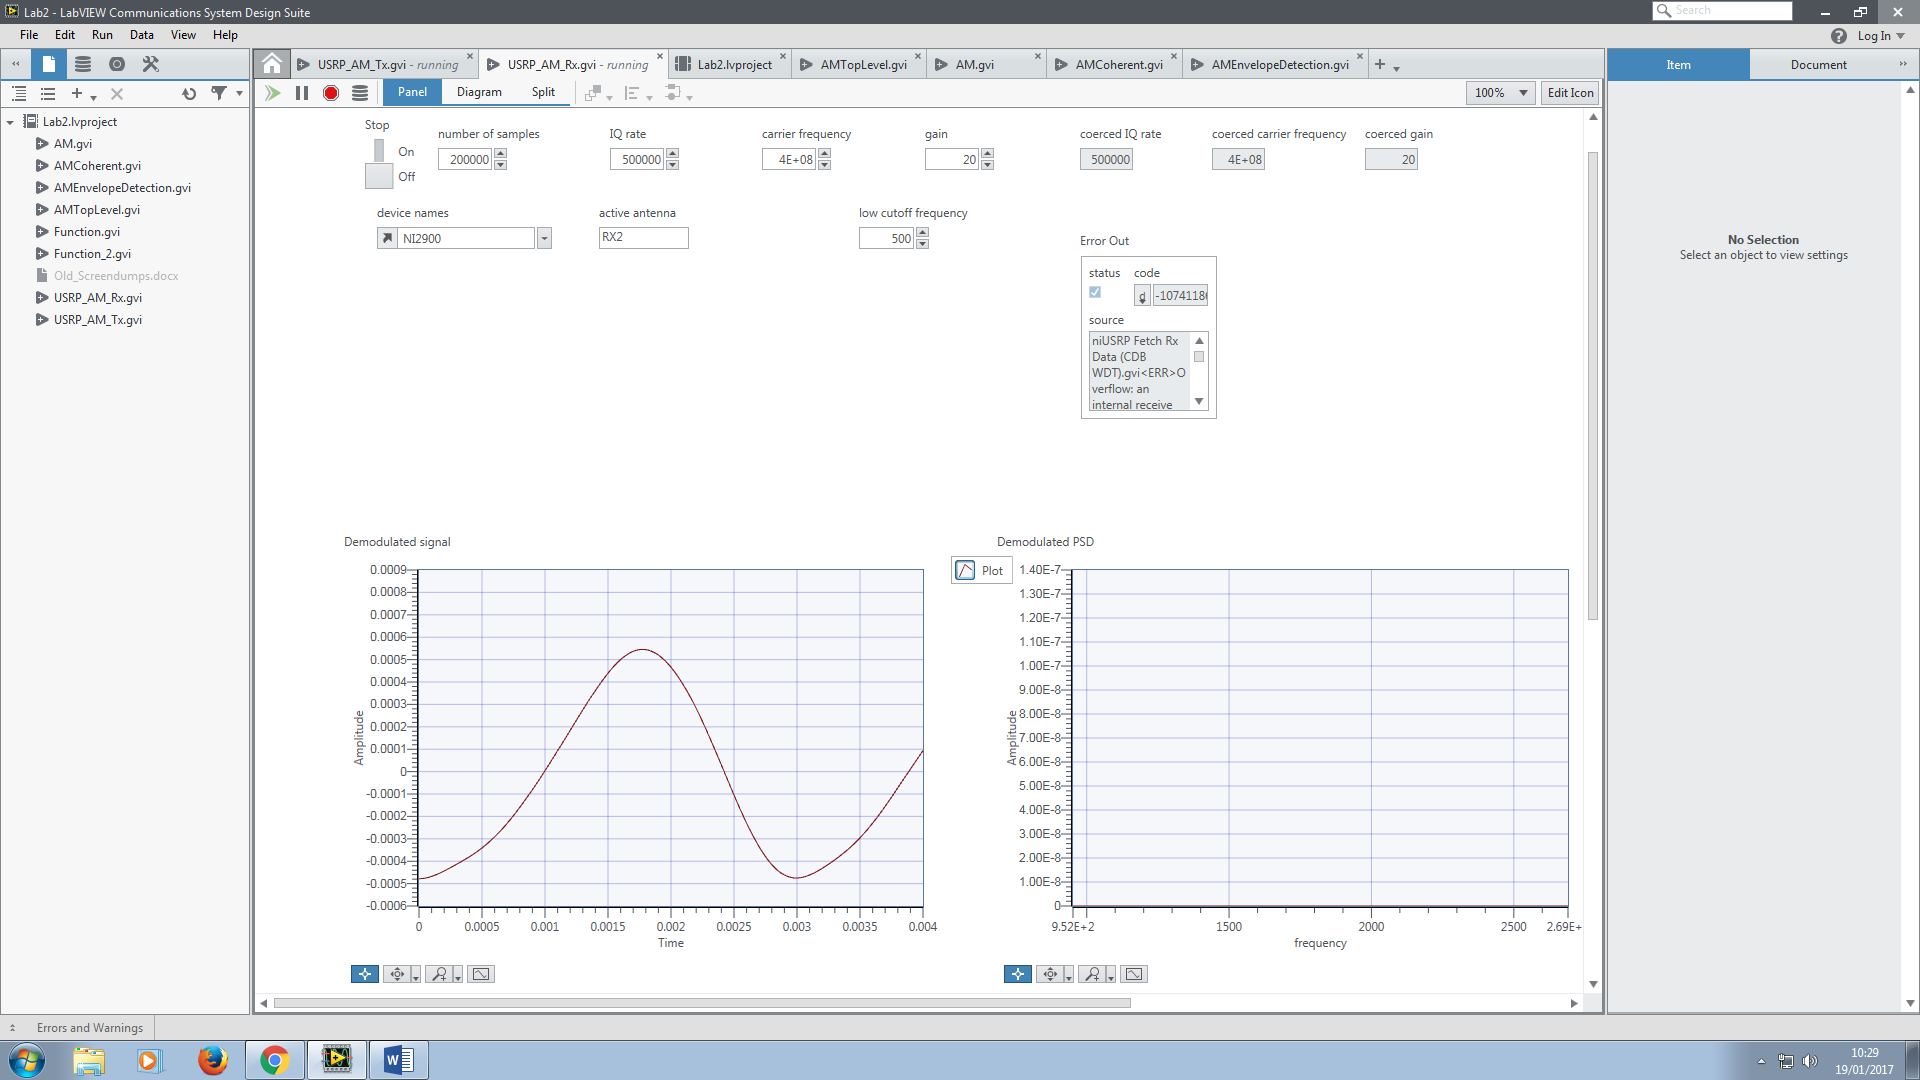 Lab2 - LabVIEW Communications System Design Suite
Search
File Edit Run Data View Help
Log In
USRP_AM_Tx.gvi - running
USRP_AM_Rx.gvi - running
Lab2.lvproject
AMTopLevel.gvi
AM.gvi
AMCoherent.gvi
AMEnvelopeDetection.gvi
Item
Document
Panel
Diagram
Split
100%
Edit Icon
Lab2.lvproject
AM.gvi
AMCoherent.gvi
AMEnvelopeDetection.gvi
AMTopLevel.gvi
Function.gvi
Function_2.gvi
Old_Screendumps.docx
USRP_AM_Rx.gvi
USRP_AM_Tx.gvi
Stop
On
Off
number of samples
200000
IQ rate
500000
carrier frequency
4E+08
gain
20
coerced IQ rate
500000
coerced carrier frequency
4E+08
coerced gain
20
device names
NI2900
active antenna
RX2
low cutoff frequency
500
Error Out
status
code
d
-1074118
source
niUSRP Fetch Rx
Data (CDB
WDT).gvi<ERR>O
verflow: an
internal receive
No Selection
Select an object to view settings
Demodulated signal
0.0009
0.0008
0.0007
0.0006
0.0005
0.0004
0.0003
0.0002
0.0001
0
-0.0001
-0.0002
-0.0003
-0.0004
-0.0005
-0.0006
Amplitude
0 0.0005 0.001 0.0015 0.002 0.0025 0.003 0.0035 0.004
Time
Demodulated PSD
Plot
1.40E-7
1.30E-7
1.20E-7
1.10E-7
1.00E-7
9.00E-8
8.00E-8
7.00E-8
6.00E-8
5.00E-8
4.00E-8
3.00E-8
2.00E-8
1.00E-8
0
Amplitude
9.52E+2 1500 2000 2500 2.69E+
frequency
Errors and Warnings
10:29
19/01/2017